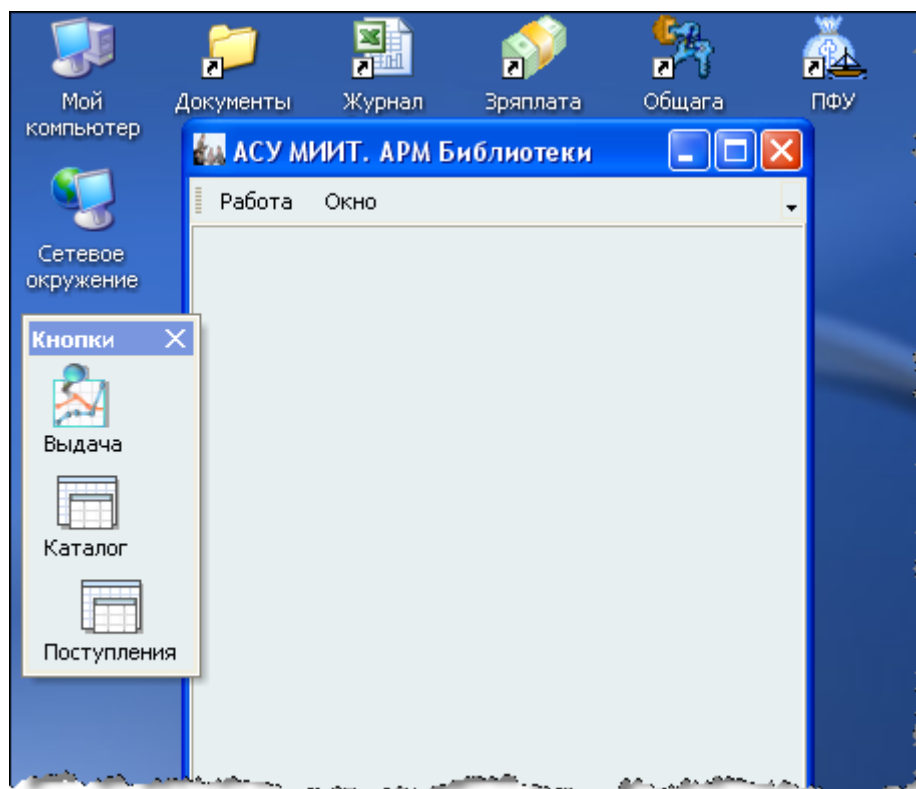 Мой
компьютер
Документы
Журнал
Зряплата
Общага
ПФУ
АСУ МИИТ. АРМ Библиотеки
Работа Окно
Сетевое
окружение
Кнопки
Выдача
Каталог
Поступления